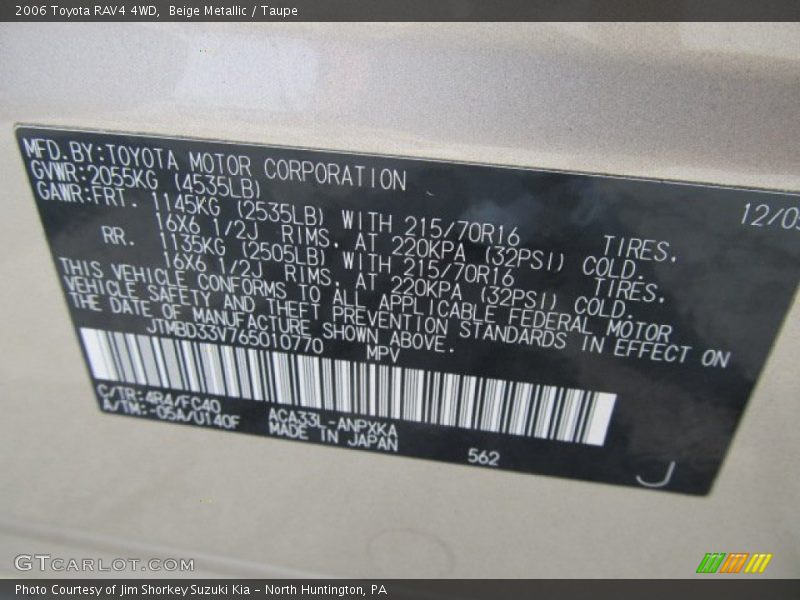 2006 Toyota RAV4 4WD,  Beige Metallic / Taupe
MFD.BY:TOYOTA MOTOR CORPORATION 12/05
GVWR:2055KG (4535LB)
GAWR:FRT. 1145KG (2535LB) WITH 215/70R16 TIRES.
16X6 1/2J RIMS. AT 220KPA (32PSI) COLD.
RR. 1135KG (2505LB) WITH 215/70R16 TIRES.
16X6 1/2J RIMS. AT 220KPA (32PSI) COLD.
THIS VEHICLE CONFORMS TO ALL APPLICABLE FEDERAL MOTOR
VEHICLE SAFETY AND THEFT PREVENTION STANDARDS IN EFFECT ON
THE DATE OF MANUFACTURE SHOWN ABOVE.
JTMBD33V765010770 MPV
C/TR:4R4/FC40 ACA33L-ANPXKA
A/TM:-05A/U140F MADE IN JAPAN 562
J
GTCARLOT.COM
Photo Courtesy of Jim Shorkey Suzuki Kia – North Huntington, PA